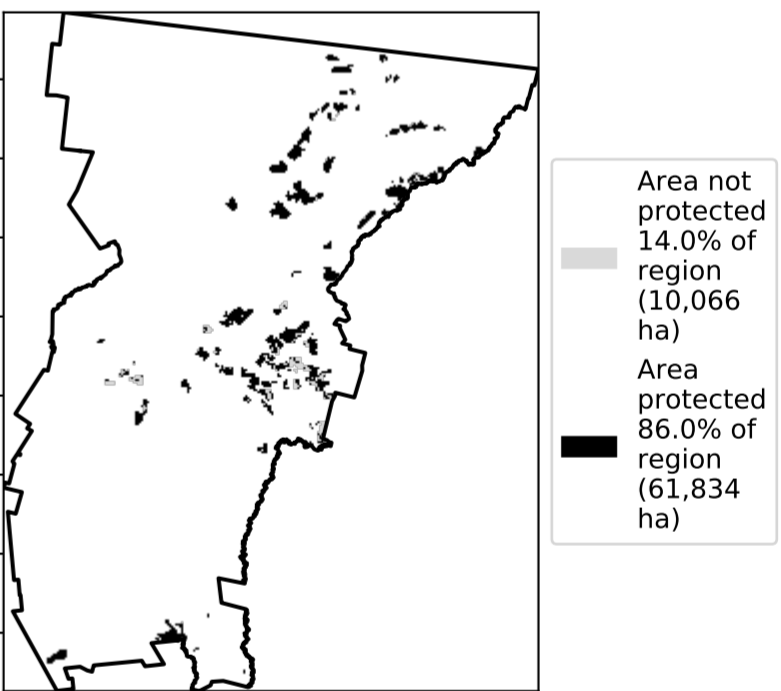 Area not
protected
14.0% of
region
(10,066
ha)
Area
protected
86.0% of
region
(61,834
ha)